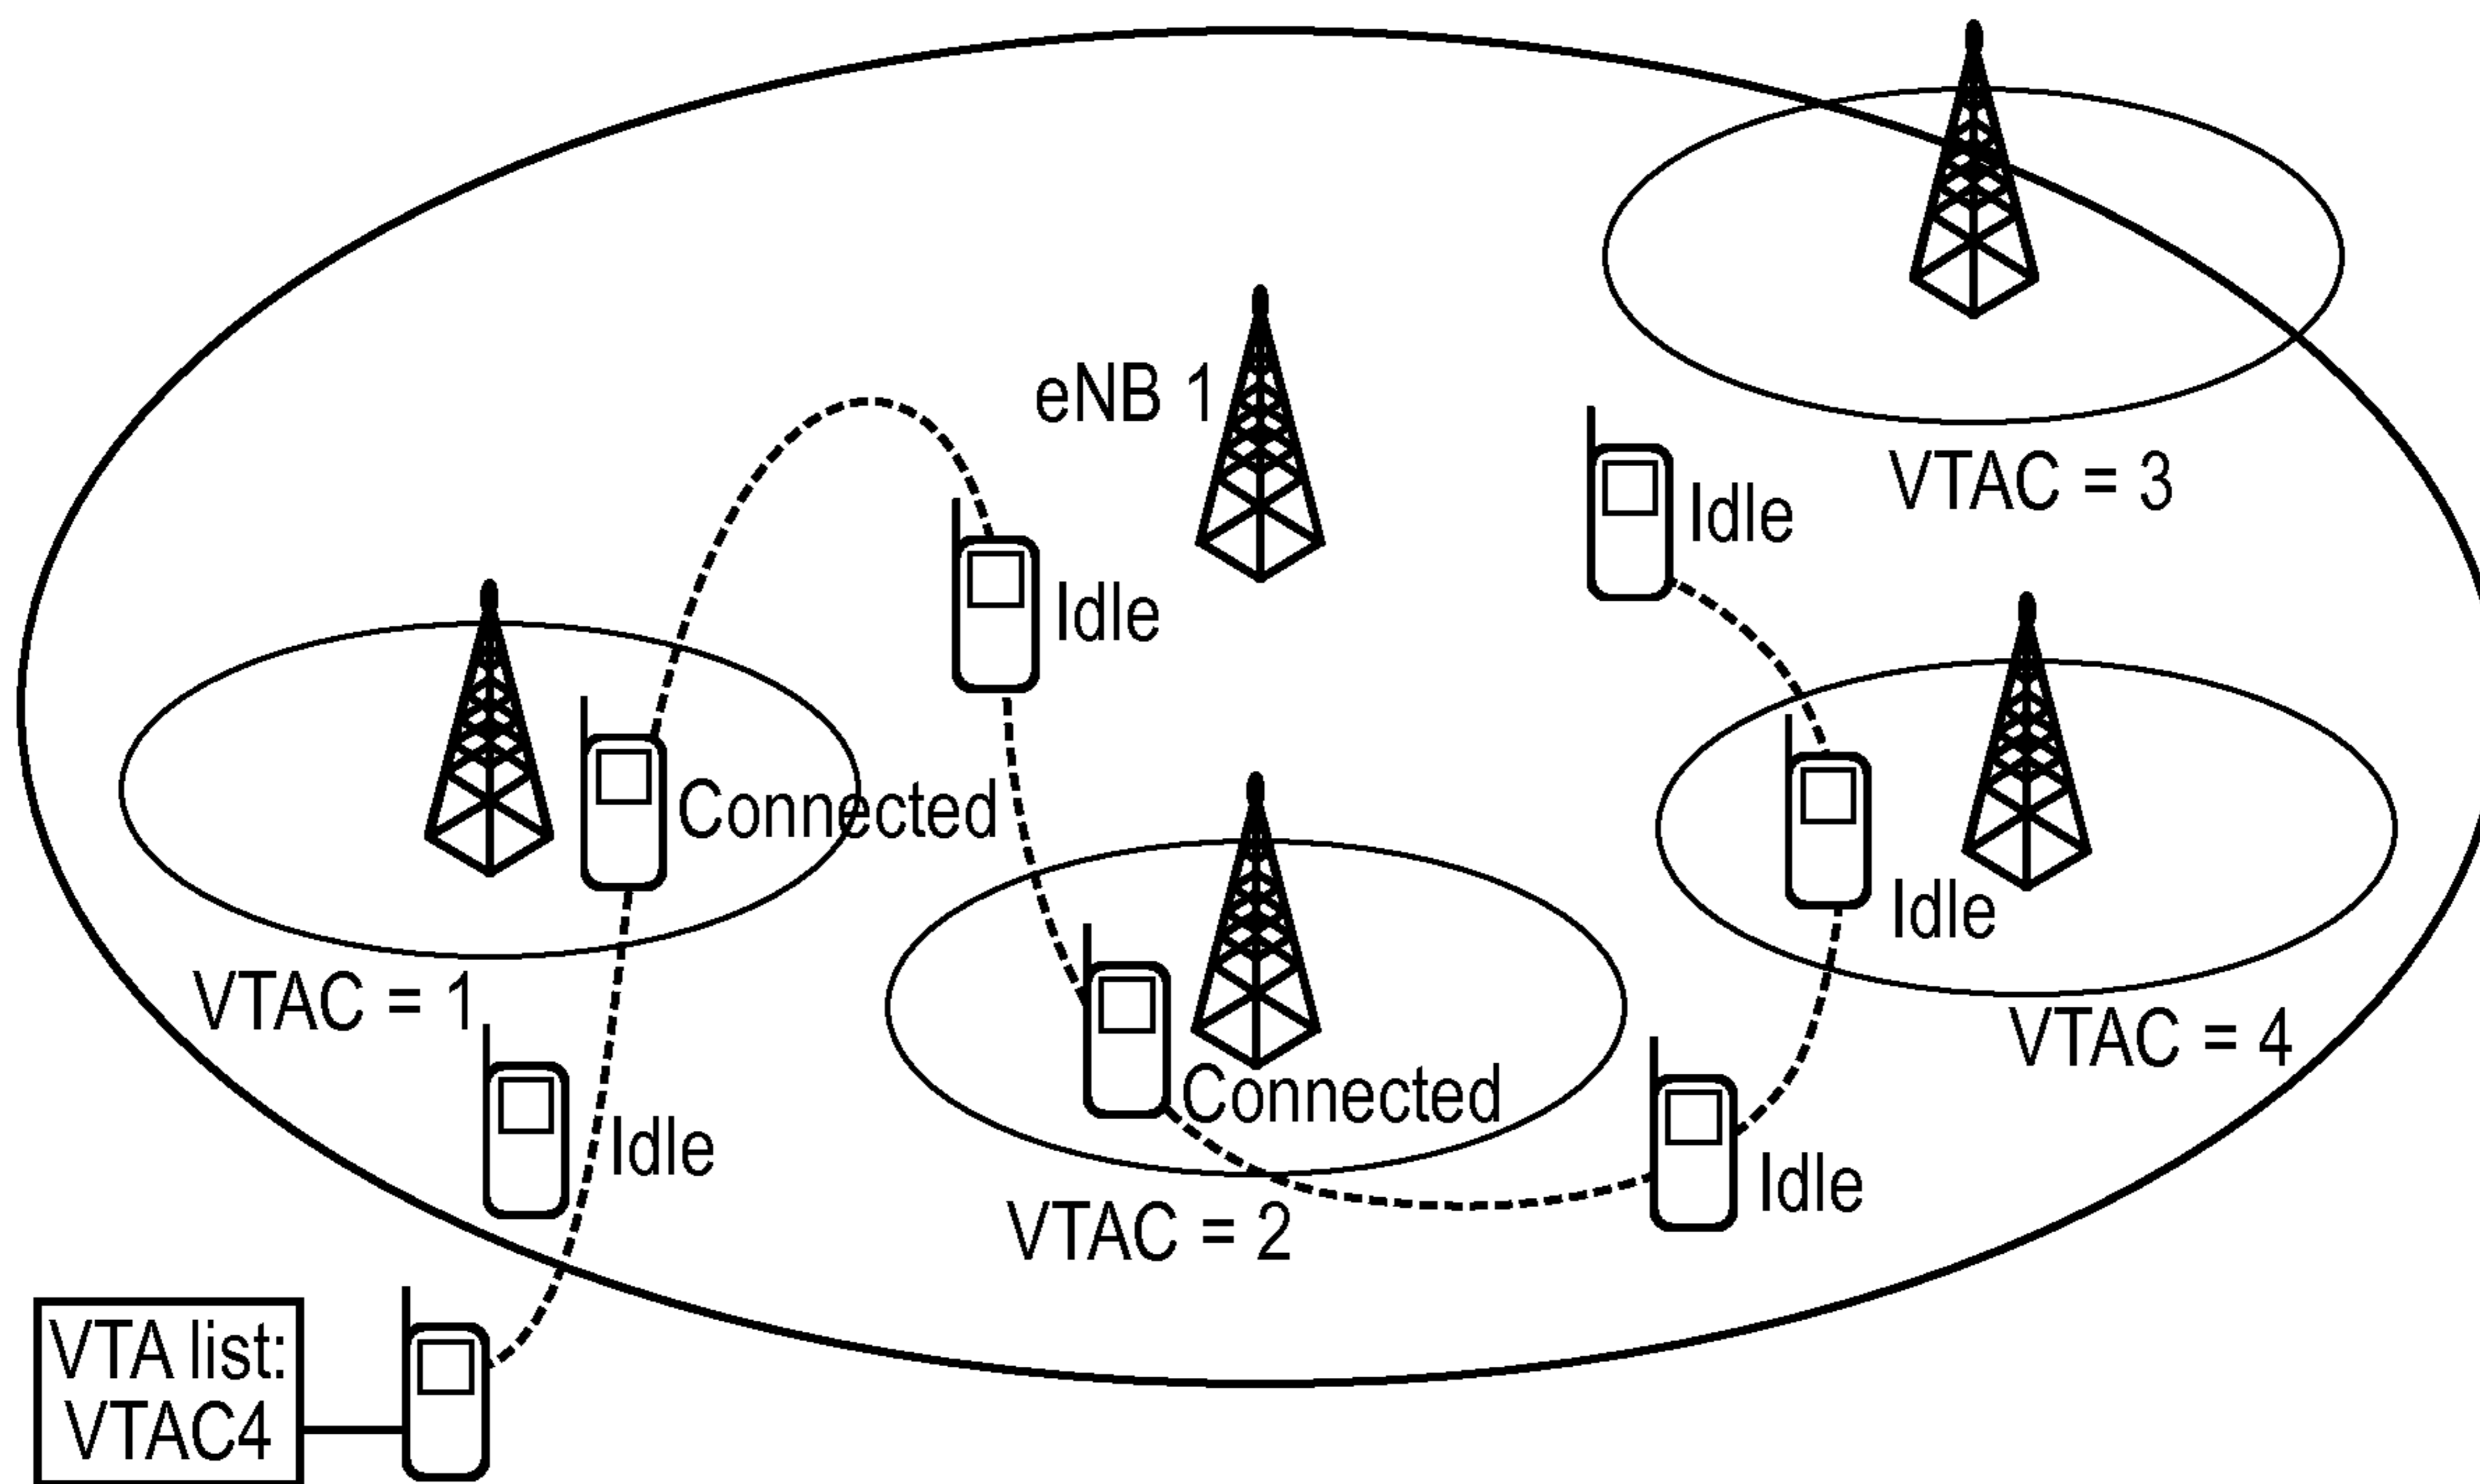 eNB 1
VTAC = 3
Idle
Idle
Connected
Idle
VTAC = 1
VTAC = 4
Connected
Idle
Idle
VTAC = 2
VTA list:
VTAC4